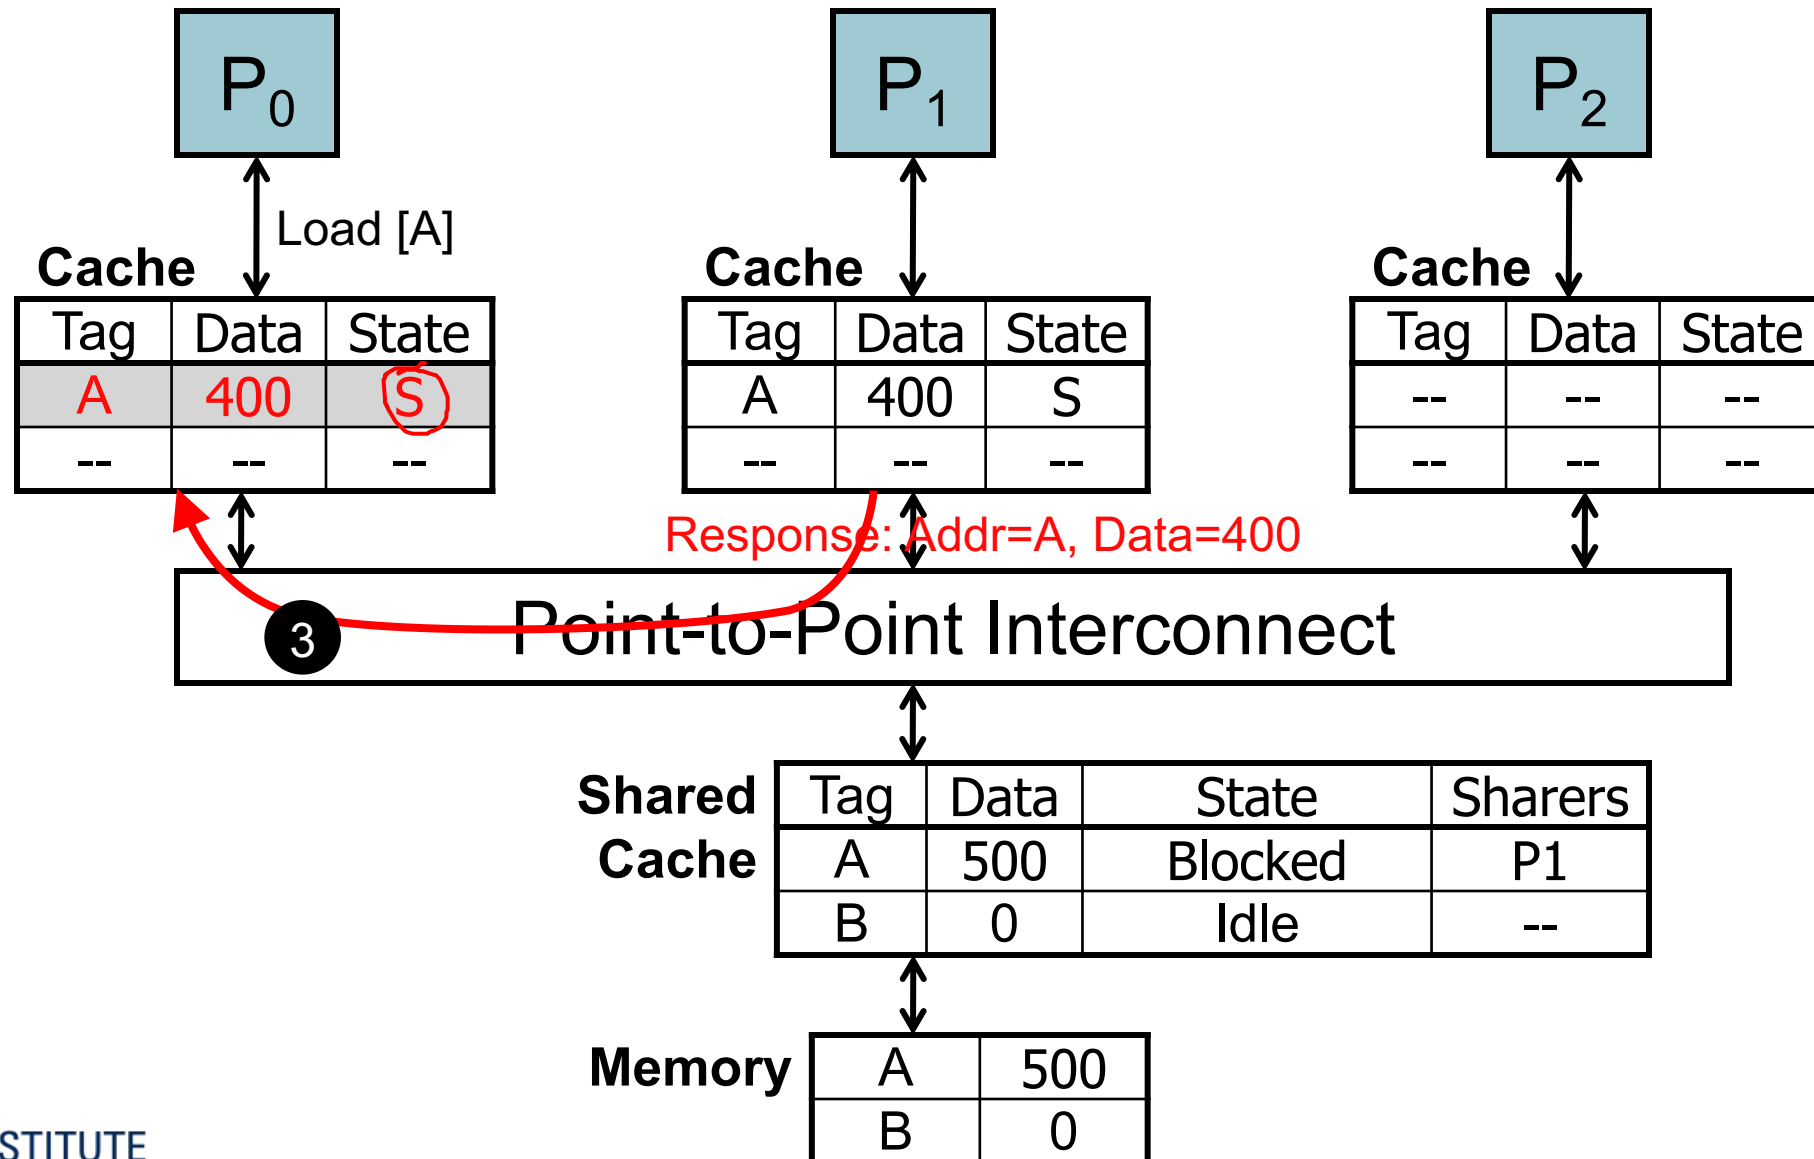 P0 P1 P2
Load [A]
Cache Cache Cache
Tag Data State Tag Data State Tag Data State
A 400 S A 400 S -- -- --
-- -- -- -- -- -- -- -- --
Response: Addr=A, Data=400
3 Point-to-Point Interconnect
Shared Cache
Tag Data State Sharers
A 500 Blocked P1
B 0 Idle --
Memory
A 500
B 0
STITUTE